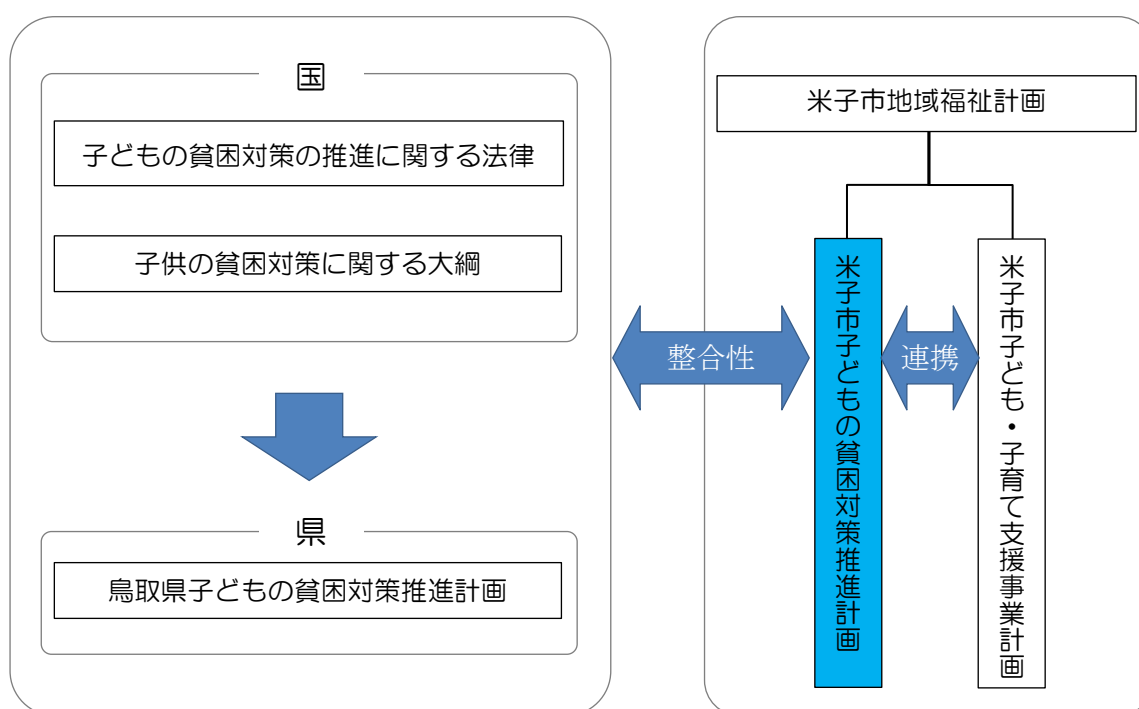 国
子どもの貧困対策の推進に関する法律
子供の貧困対策に関する大綱
県
鳥取県子どもの貧困対策推進計画
整合性
米子市地域福祉計画
米子市子どもの貧困対策推進計画
連携
米子市子ども・子育て支援事業計画